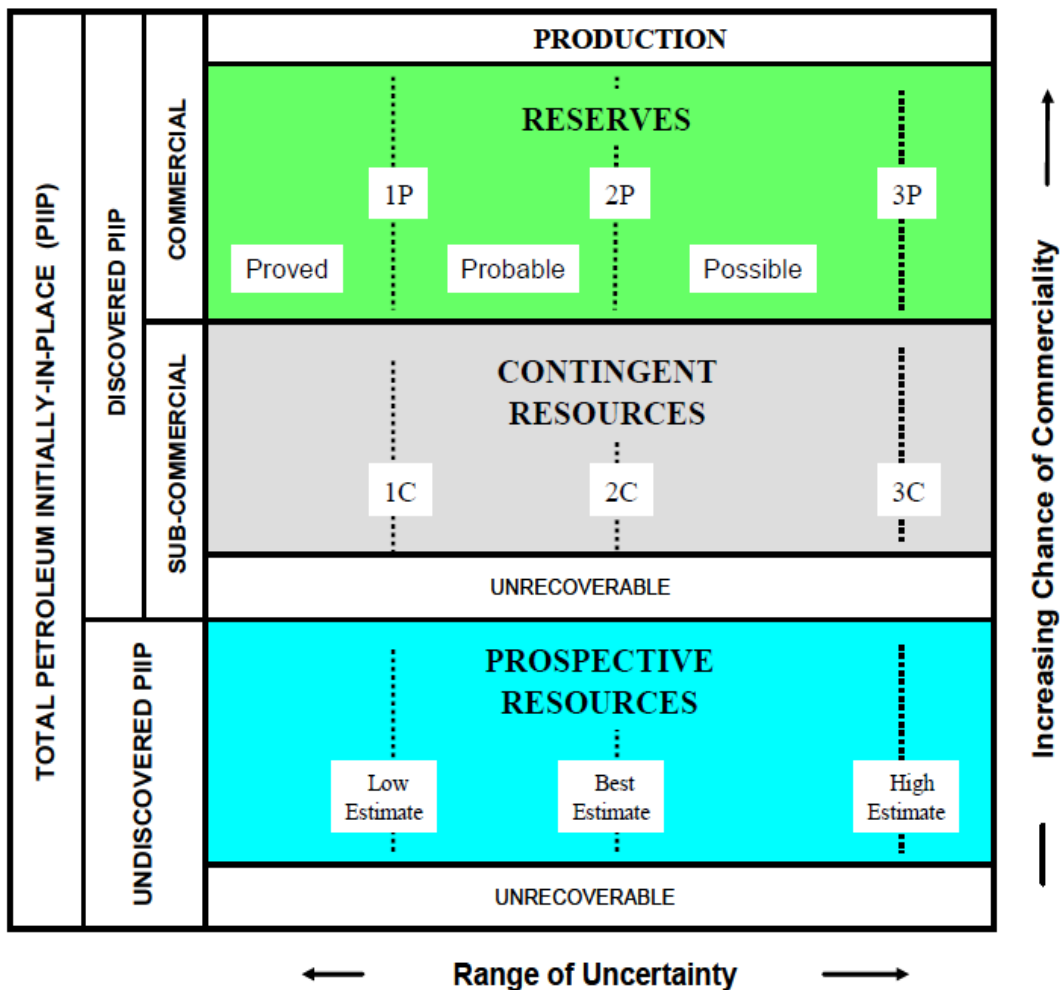 TOTAL PETROLEUM INITIALLY-IN-PLACE (PIIP)
DISCOVERED PIIP
UNDISCOVERED PIIP
COMMERCIAL
SUB-COMMERCIAL
PRODUCTION
RESERVES
1P
2P
3P
Proved
Probable
Possible
CONTINGENT
RESOURCES
1C
2C
3C
UNRECOVERABLE
PROSPECTIVE
RESOURCES
Low
Estimate
Best
Estimate
High
Estimate
UNRECOVERABLE
Increasing Chance of Commerciality
Range of Uncertainty